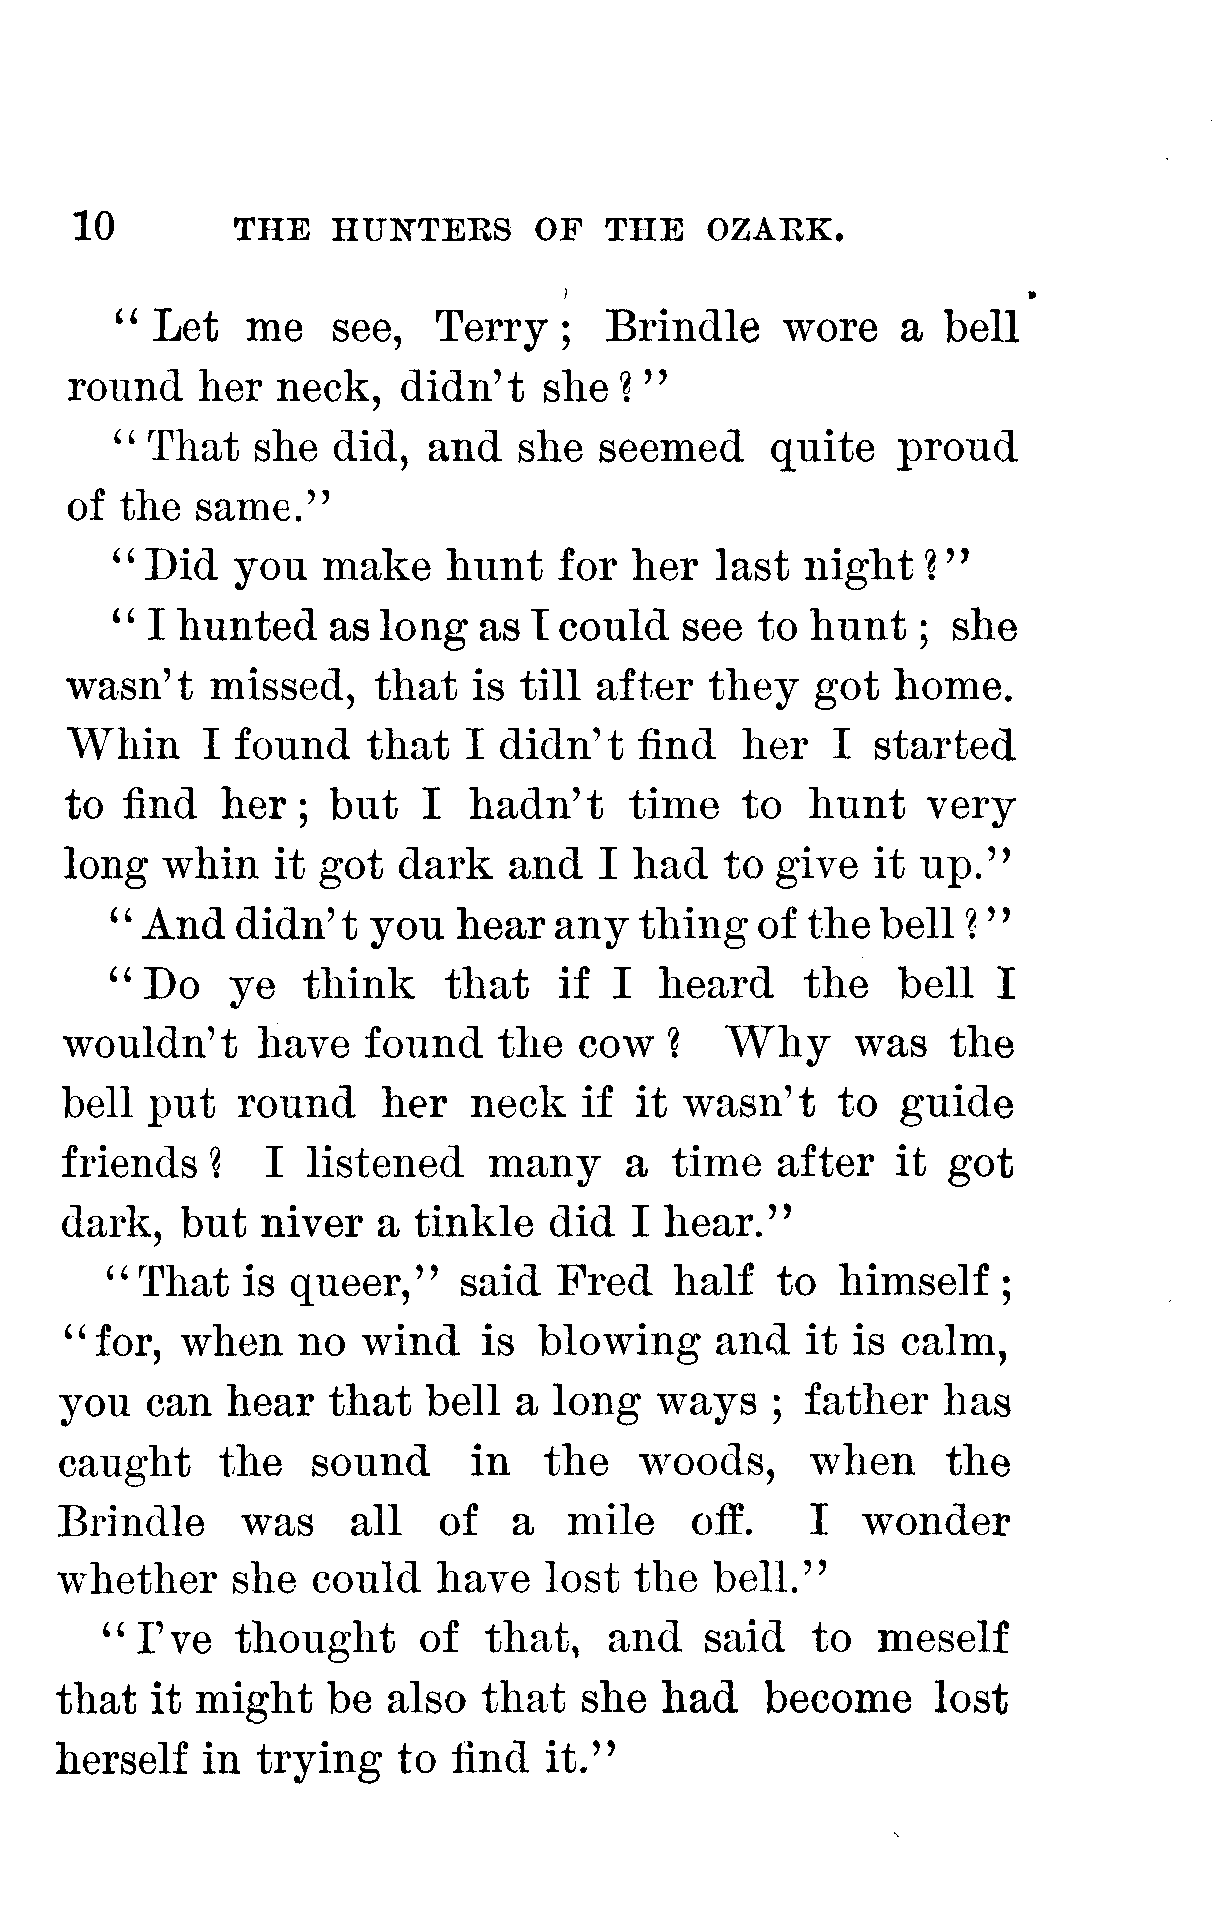 10 THE HUNTERS OF THE OZARK.
“Let me see, Terry; Brindle wore a bell
round her neck, didn’t she?”
“That she did, and she seemed quite proud
of the same.”
“Did you make hunt for her last night?”
“I hunted as long as I could see to hunt; she
wasn’t missed, that is till after they got home.
Whin I found that I didn’t find her I started
to find her; but I hadn’t time to hunt very
long whin it got dark and I had to give it up.”
“And didn’t you hear any thing of the bell?”
“Do ye think that if I heard the bell I
wouldn’t have found the cow? Why was the
bell put round her neck if it wasn’t to guide
friends? I listened many a time after it got
dark, but niver a tinkle did I hear.”
“That is queer,” said Fred half to himself;
“for, when no wind is blowing and it is calm,
you can hear that bell a long ways; father has
caught the sound in the woods, when the
Brindle was all of a mile off. I wonder
whether she could have lost the bell.”
“I’ve thought of that, and said to meself
that it might be also that she had become lost
herself in trying to find it.”